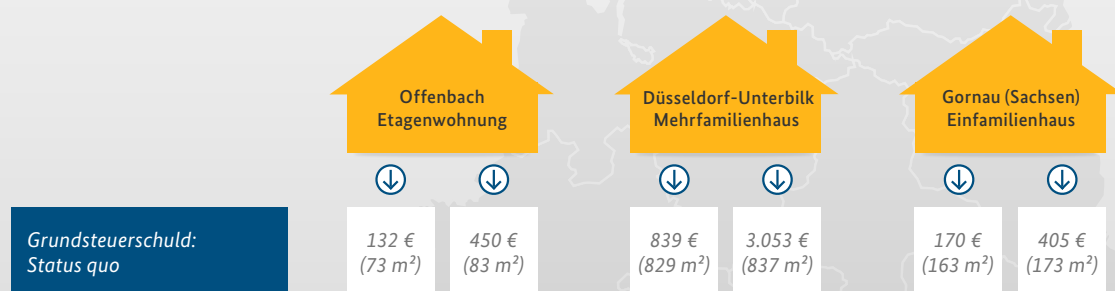 Offenbach
Etagenwohnung
Düsseldorf-Unterbilk
Mehrfamilienhaus
Gornau (Sachsen)
Einfamilienhaus
Grundsteuerschuld:
Status quo
132 €
(73 m²)
450 €
(83 m²)
839 €
(829 m²)
3.053 €
(837 m²)
170 €
(163 m²)
405 €
(173 m²)